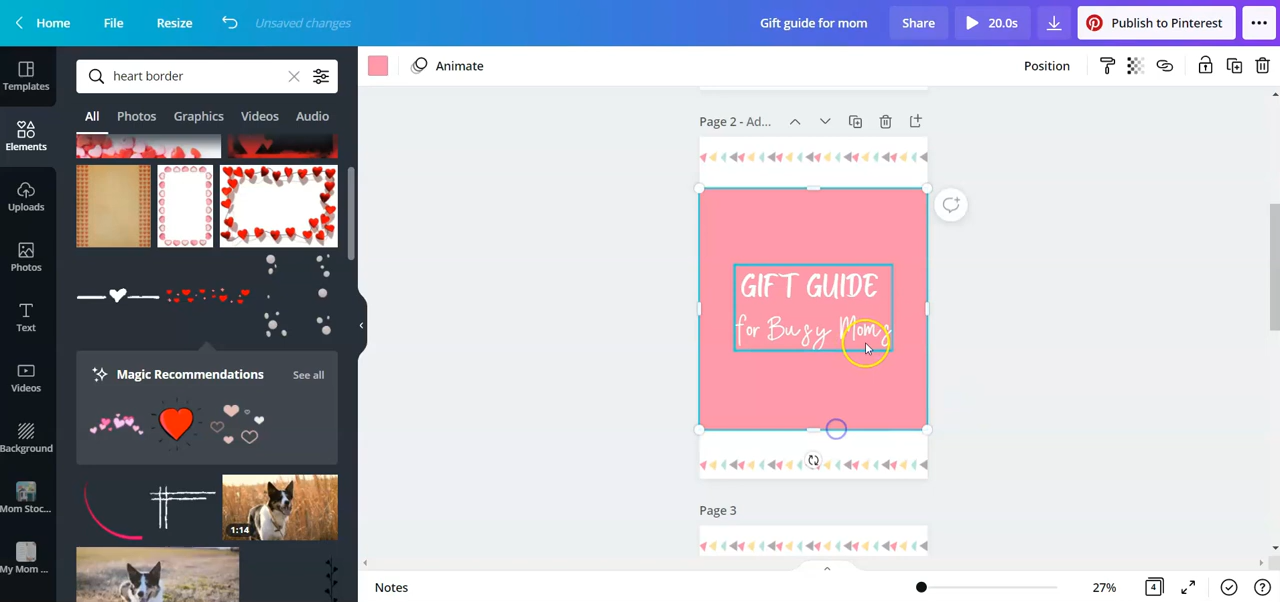 Home File Resize Unsaved changes Gift guide for mom Share 20.0s Publish to Pinterest
Templates
heart border
Animate
Position
All Photos Graphics Videos Audio
Elements
Page 2 - Ad...
Uploads
Photos
GIFT GUIDE
for Busy Moms
Text
Magic Recommendations See all
Videos
Background
Mom Stoc...
1:14
Page 3
My Mom ...
Notes
27%
4